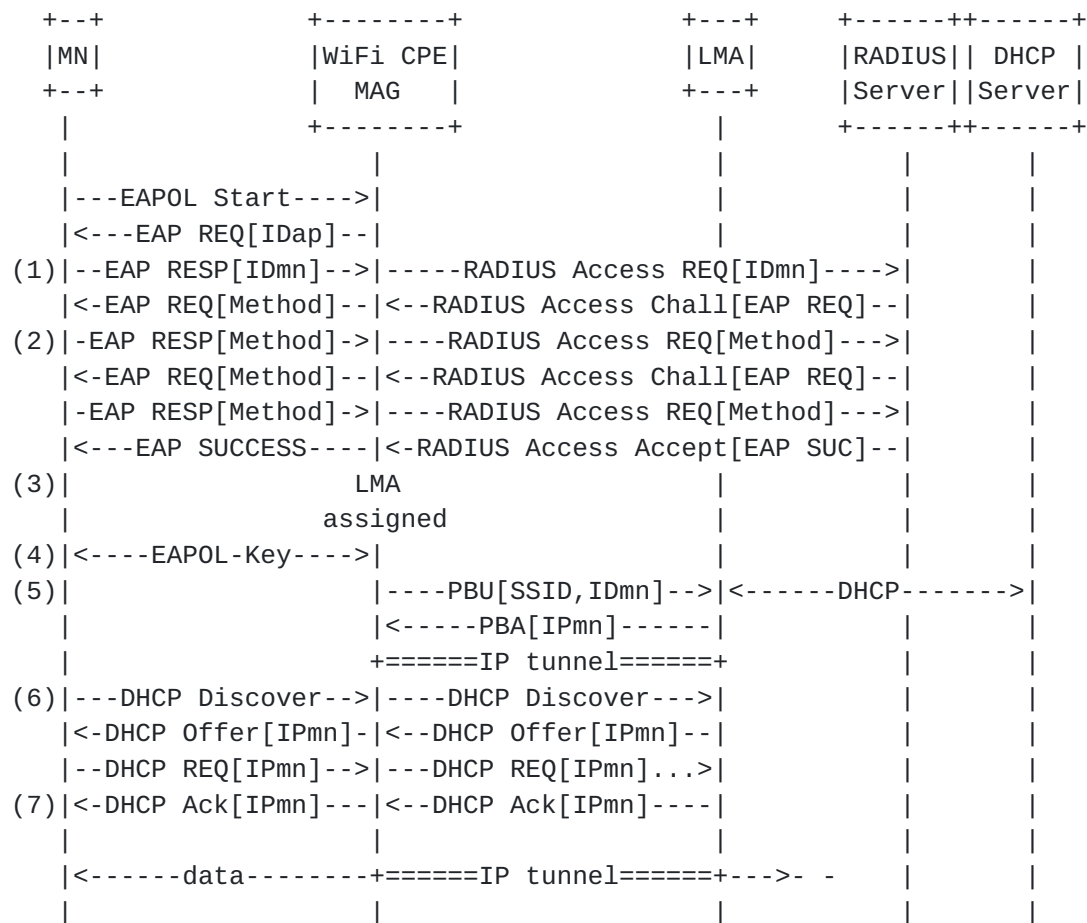 +--+                +--------+                  +---+     +------++------+
|MN|                |WiFi CPE|                  |LMA|     |RADIUS|| DHCP |
+--+                |  MAG   |                  +---+     |Server||Server|
 |                  +--------+                    |       +------++------+
 |                      |                         |           |       |
 |---EAPOL Start---->|                         |           |       |
 |<---EAP REQ[IDap]--|                         |           |       |
(1)|--EAP RESP[IDmn]-->|-----RADIUS Access REQ[IDmn]---->|       |
 |<-EAP REQ[Method]--|<--RADIUS Access Chall[EAP REQ]--|       |
(2)|-EAP RESP[Method]->|----RADIUS Access REQ[Method]--->|       |
 |<-EAP REQ[Method]--|<--RADIUS Access Chall[EAP REQ]--|       |
 |-EAP RESP[Method]->|----RADIUS Access REQ[Method]--->|       |
 |<---EAP SUCCESS----|<-RADIUS Access Accept[EAP SUC]--|       |
(3)|                  LMA                    |           |       |
 |                assigned                 |           |       |
(4)|<----EAPOL-Key---->|                     |           |       |
(5)|                   |----PBU[SSID,IDmn]-->|<------DHCP------->|
 |                   |<-----PBA[IPmn]------|           |       |
 |                   +======IP tunnel======+           |       |
(6)|---DHCP Discover-->|----DHCP Discover--->|           |       |
 |<-DHCP Offer[IPmn]-|<--DHCP Offer[IPmn]--|           |       |
 |--DHCP REQ[IPmn]-->|---DHCP REQ[IPmn]...>|           |       |
(7)|<-DHCP Ack[IPmn]---|<--DHCP Ack[IPmn]----|           |       |
 |                   |                     |           |       |
 |<------data--------+======IP tunnel======+--->- -    |       |
 |                   |                     |           |       |